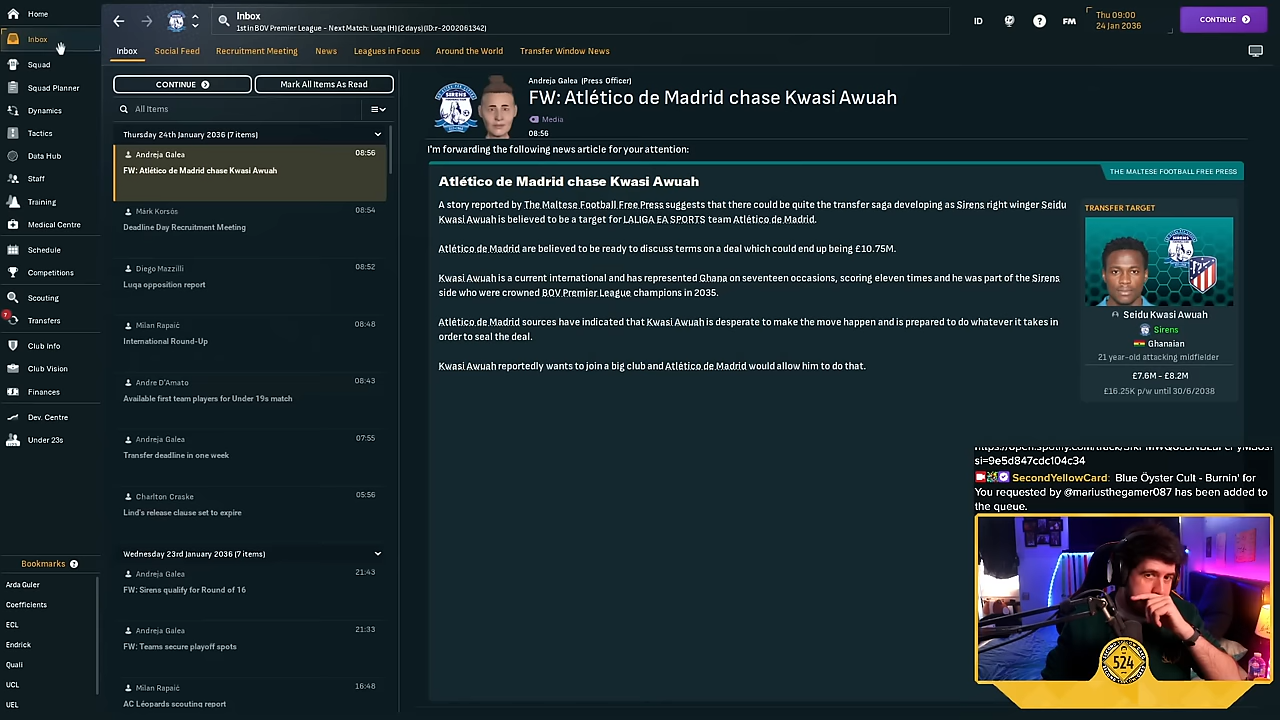 Home
Inbox
Squad
Squad Planner
Dynamics
Tactics
Data Hub
Staff
Training
Medical Centre
Schedule
Competitions
Scouting
7
Transfers
Club Info
Club Vision
Finances
Dev. Centre
Under 23s
Bookmarks ?
Arda Guler
Coefficients
ECL
Endrick
Quali
UCL
UEL
Inbox
1st in BOV Premier League - Next Match: Luqa (H) (2 days) (ID:r-2002061342)
ID
?
FM
Thu 09:00
24 Jan 2036
CONTINUE
Inbox
Social Feed
Recruitment Meeting
News
Leagues in Focus
Around the World
Transfer Window News
CONTINUE
Mark All Items As Read
All Items
Thursday 24th January 2036 (7 items)
Andreja Galea 08:56
FW: Atlético de Madrid chase Kwasi Awuah
Márk Korsós 08:54
Deadline Day Recruitment Meeting
Diego Mazzilli 08:52
Luqa opposition report
Milan Rapaić 08:48
International Round-Up
Andre D'Amato 08:43
Available first team players for Under 19s match
Andreja Galea 07:55
Transfer deadline in one week
Charlton Craske 05:56
Lind's release clause set to expire
Wednesday 23rd January 2036 (7 items)
Andreja Galea 21:43
FW: Sirens qualify for Round of 16
Andreja Galea 21:33
FW: Teams secure playoff spots
Milan Rapaić 16:48
AC Léopards scouting report
SIRENS
Andreja Galea (Press Officer)
FW: Atlético de Madrid chase Kwasi Awuah
Media
08:56
I'm forwarding the following news article for your attention:
THE MALTESE FOOTBALL FREE PRESS
Atlético de Madrid chase Kwasi Awuah
A story reported by The Maltese Football Free Press suggests that there could be quite the transfer saga developing as Sirens right winger Seidu
Kwasi Awuah is believed to be a target for LALIGA EA SPORTS team Atlético de Madrid.
Atlético de Madrid are believed to be ready to discuss terms on a deal which could end up being £10.75M.
Kwasi Awuah is a current international and has represented Ghana on seventeen occasions, scoring eleven times and he was part of the Sirens
side who were crowned BOV Premier League champions in 2035.
Atlético de Madrid sources have indicated that Kwasi Awuah is desperate to make the move happen and is prepared to do whatever it takes in
order to seal the deal.
Kwasi Awuah reportedly wants to join a big club and Atlético de Madrid would allow him to do that.
TRANSFER TARGET
Seidu Kwasi Awuah
Sirens
Ghanaian
21 year-old attacking midfielder
£7.6M - £8.2M
£16.25K p/w until 30/6/2038
si=9e5d847cdc104c34
SecondYellowCard: Blue Öyster Cult - Burnin' for
You requested by @mariusthegamer087 has been added to
the queue.
524